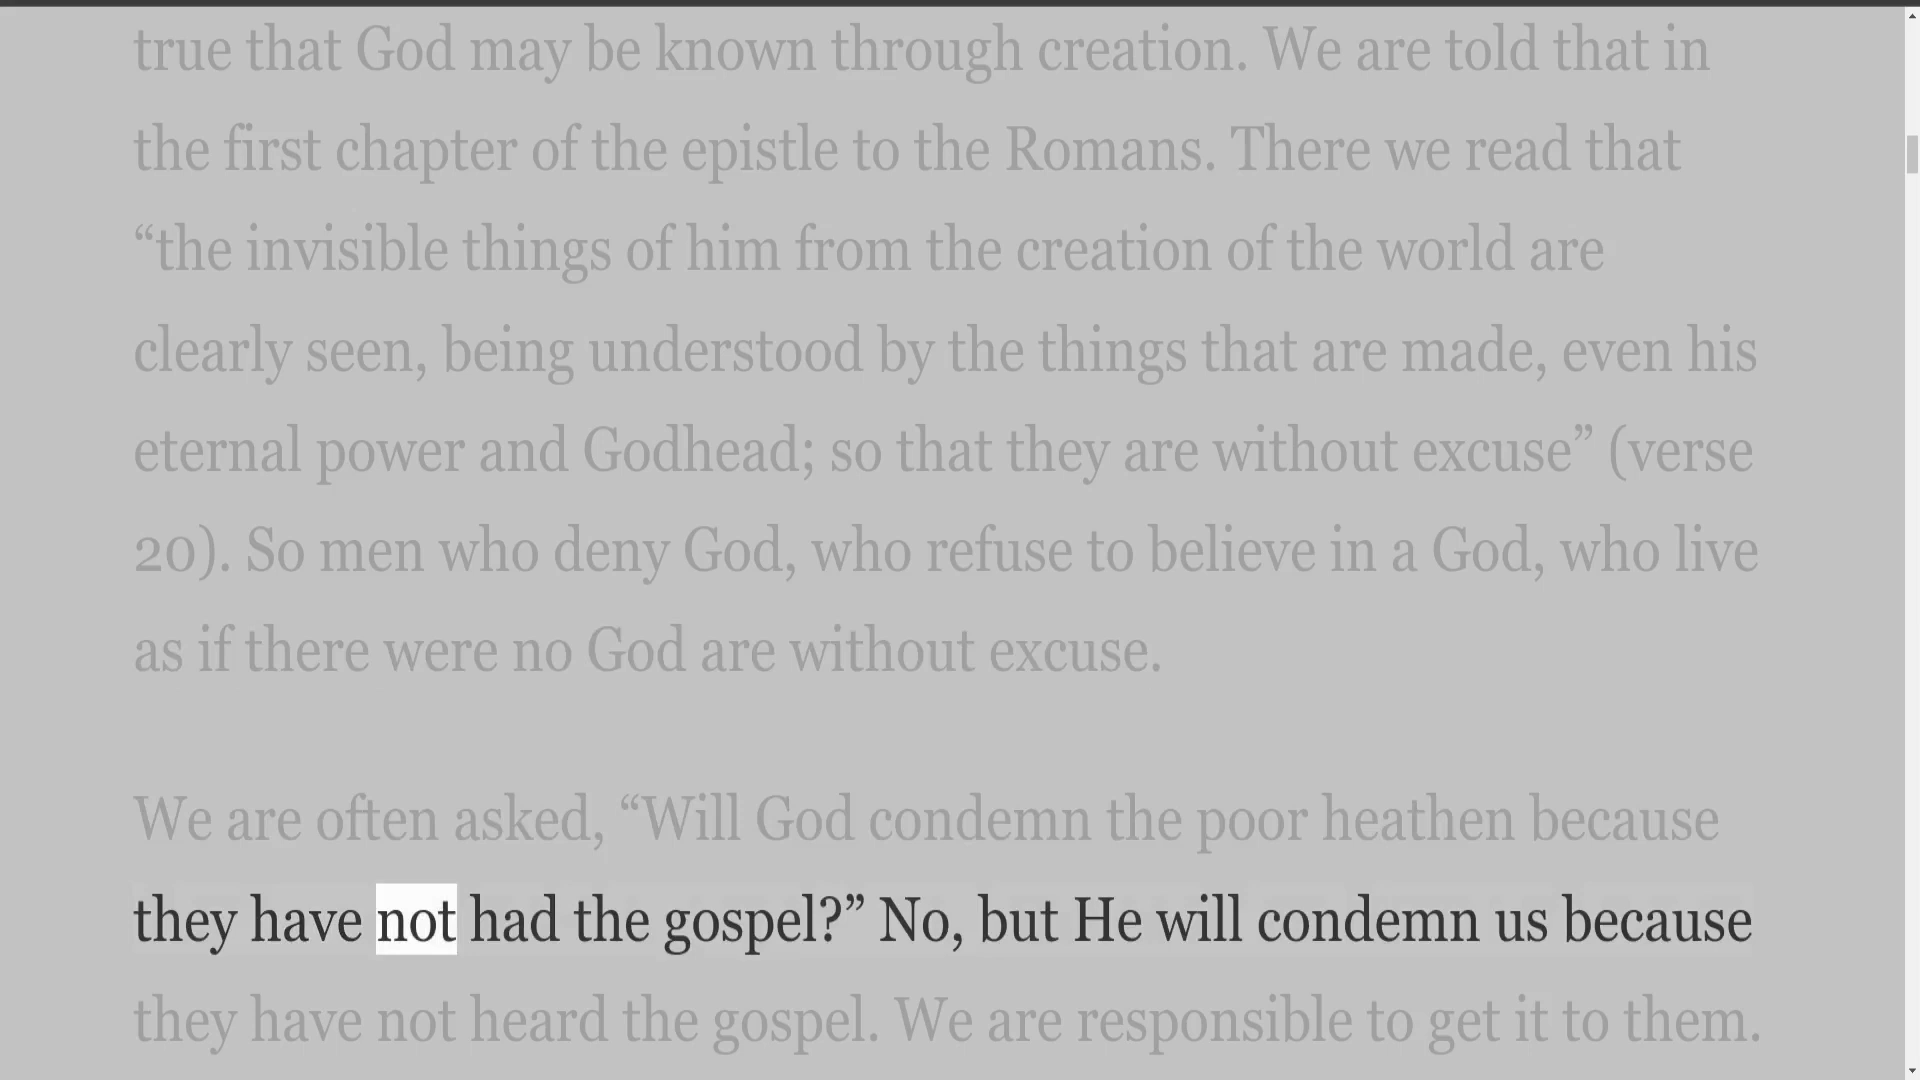 true that God may be known through creation. We are told that in
the first chapter of the epistle to the Romans. There we read that
“the invisible things of him from the creation of the world are
clearly seen, being understood by the things that are made, even his
eternal power and Godhead; so that they are without excuse” (verse
20). So men who deny God, who refuse to believe in a God, who live
as if there were no God are without excuse.
We are often asked, “Will God condemn the poor heathen because
they have not had the gospel?” No, but He will condemn us because
they have not heard the gospel. We are responsible to get it to them.